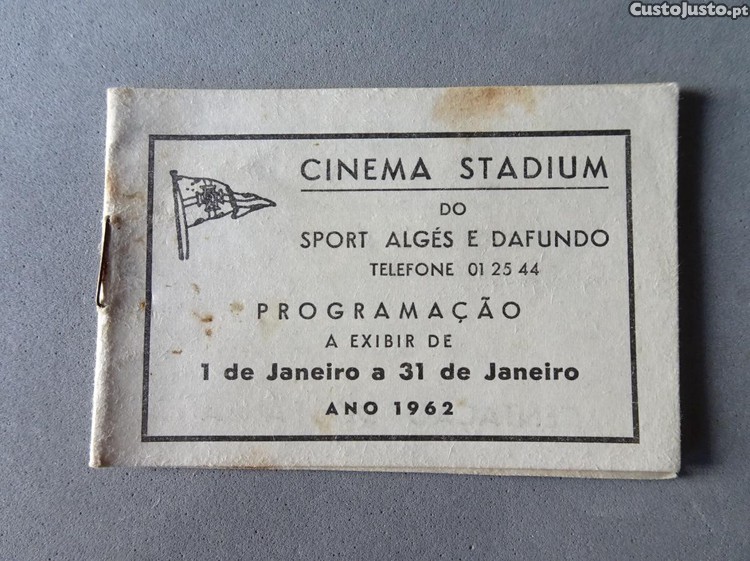 CustoJusto.pt
CINEMA STADIUM
DO
SPORT ALGÉS E DAFUNDO
TELEFONE 01 25 44
PROGRAMAÇÃO
A EXIBIR DE
1 de Janeiro a 31 de Janeiro
ANO 1962